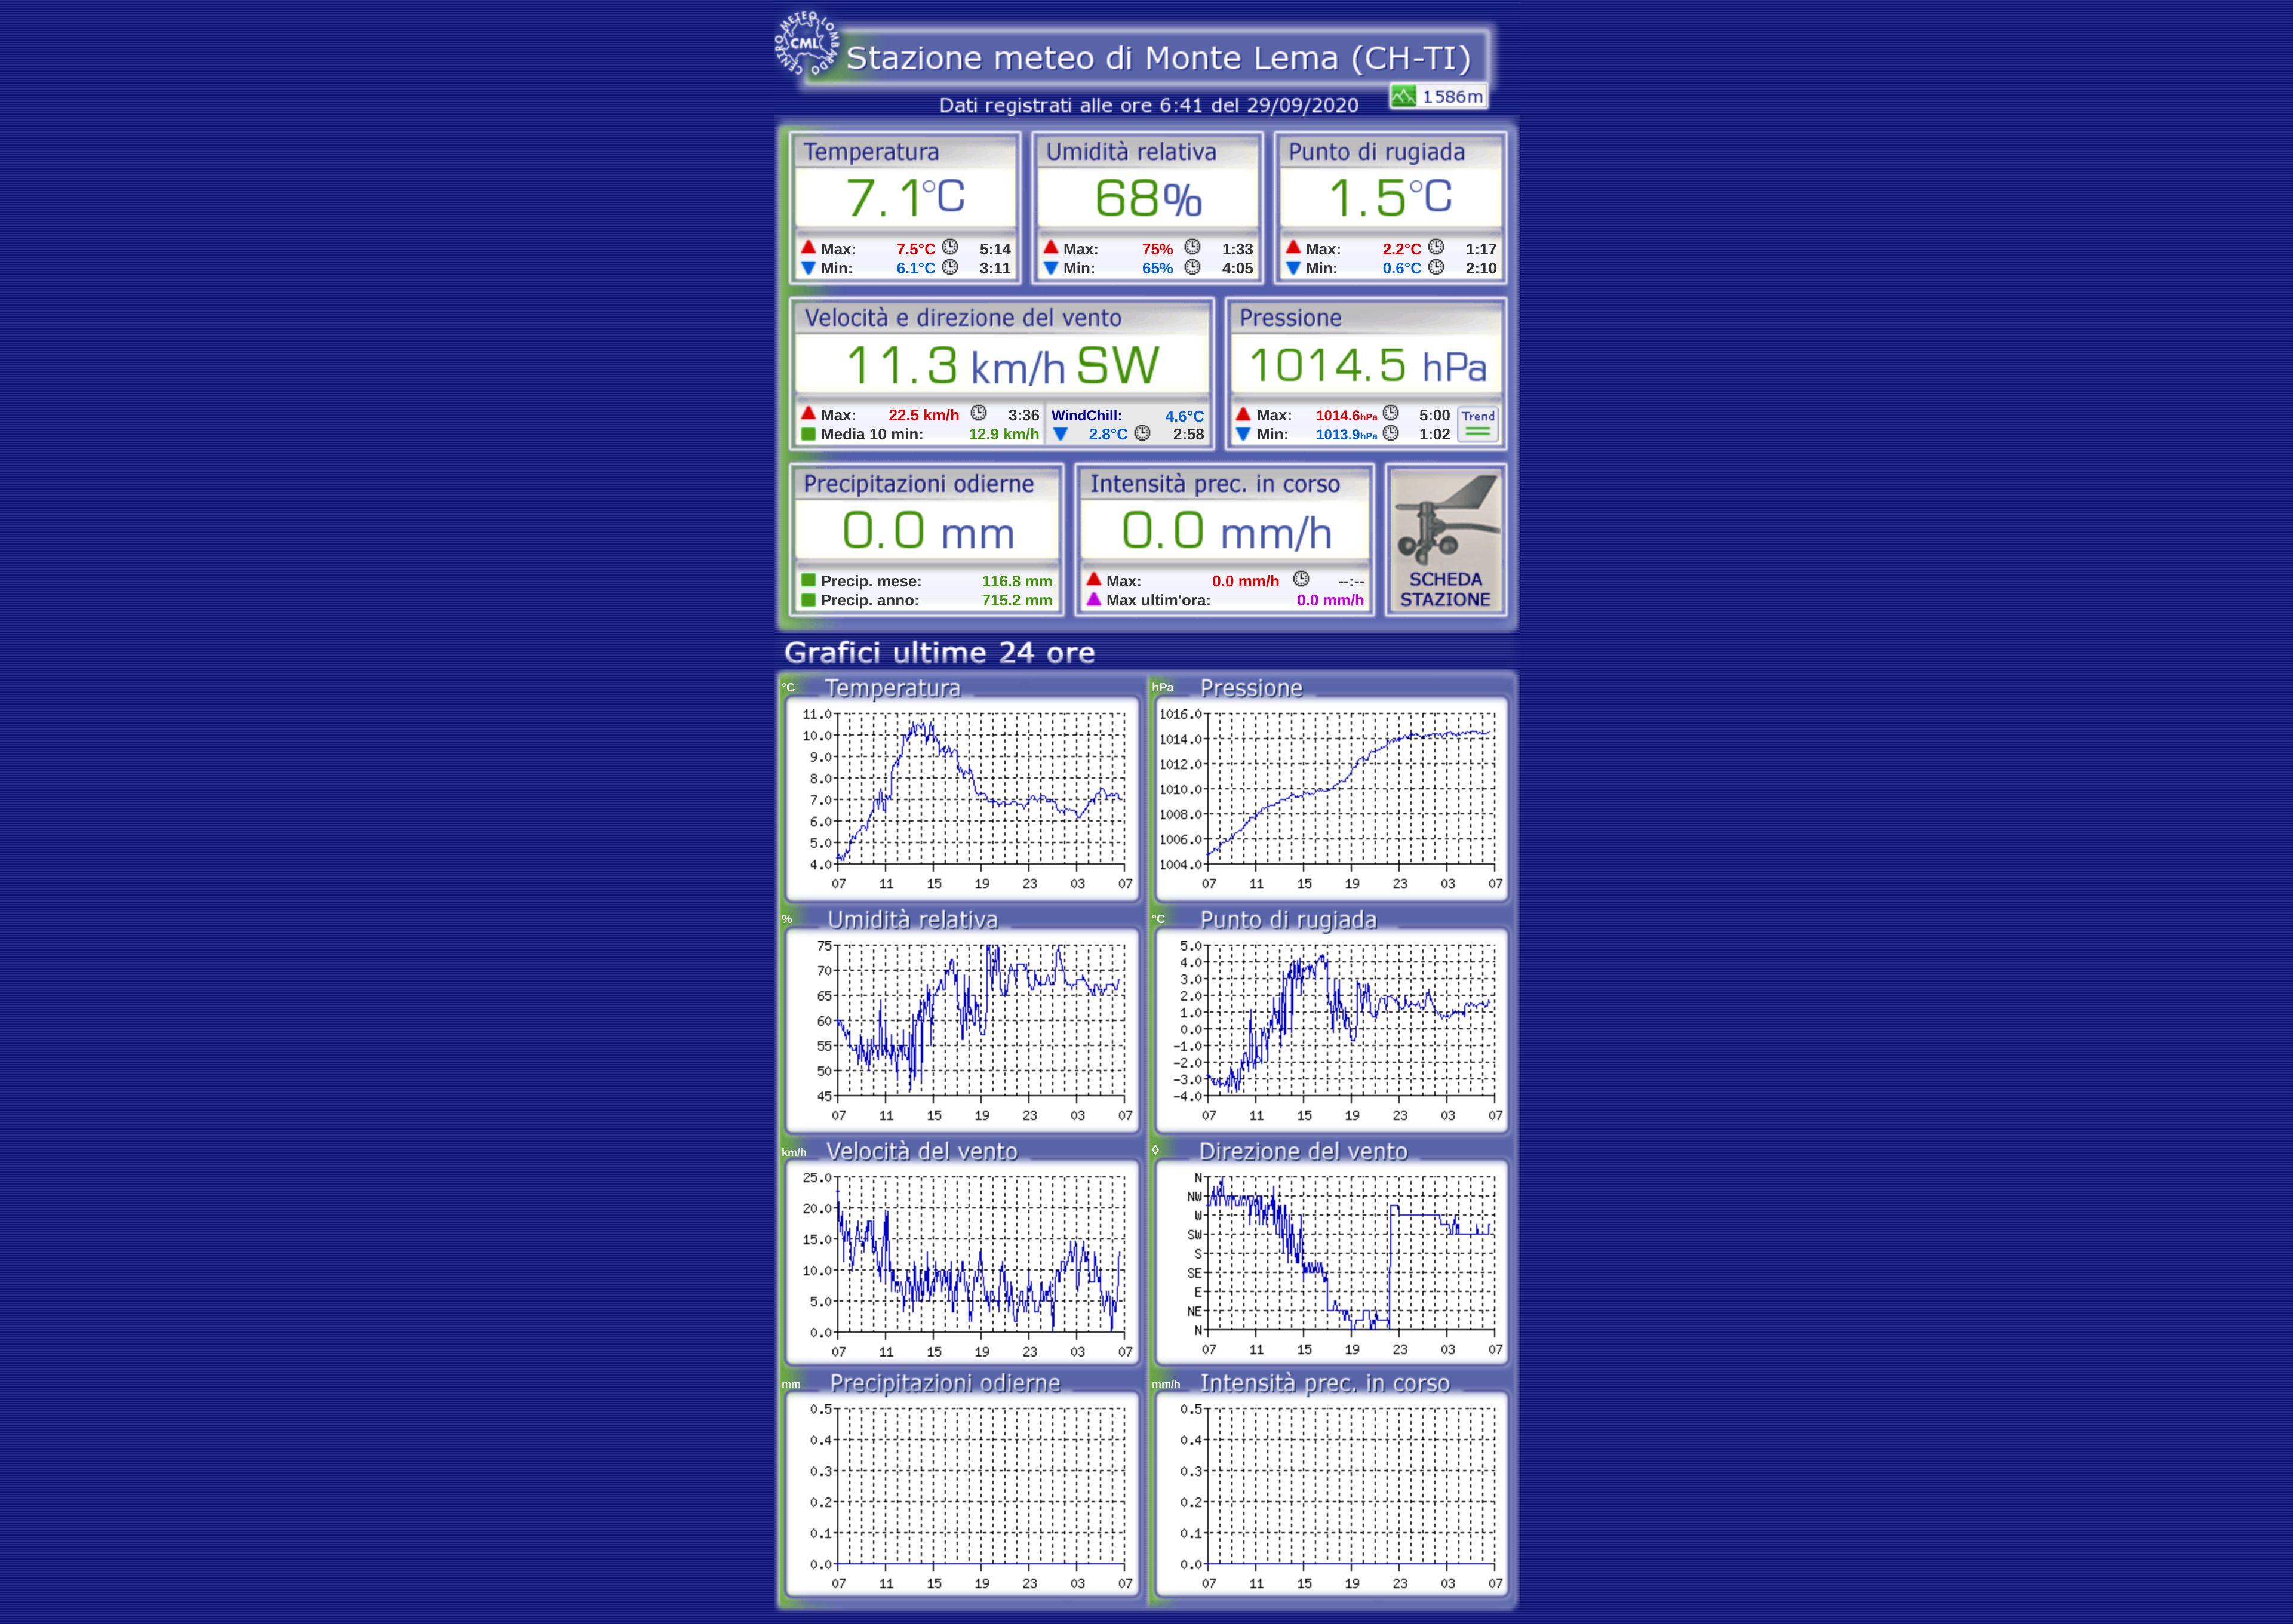 CENTRO METEO LOMBARDO
CML
Stazione meteo di Monte Lema (CH-TI)
1586m
Dati registrati alle ore 6:41 del 29/09/2020
Temperatura
7.1°C
Max: 7.5°C 5:14
Min: 6.1°C 3:11
Umidità relativa
68%
Max: 75% 1:33
Min: 65% 4:05
Punto di rugiada
1.5°C
Max: 2.2°C 1:17
Min: 0.6°C 2:10
Velocità e direzione del vento
11.3 km/h SW
Max: 22.5 km/h 3:36
Media 10 min: 12.9 km/h
WindChill: 4.6°C
2.8°C 2:58
Pressione
1014.5 hPa
Max: 1014.6hPa 5:00
Min: 1013.9hPa 1:02
Trend
Precipitazioni odierne
0.0 mm
Precip. mese: 116.8 mm
Precip. anno: 715.2 mm
Intensità prec. in corso
0.0 mm/h
Max: 0.0 mm/h --:--
Max ultim'ora: 0.0 mm/h
SCHEDA
STAZIONE
Grafici ultime 24 ore
°C Temperatura
11.0
10.0
9.0
8.0
7.0
6.0
5.0
4.0
07 11 15 19 23 03 07
hPa Pressione
1016.0
1014.0
1012.0
1010.0
1008.0
1006.0
1004.0
07 11 15 19 23 03 07
% Umidità relativa
75
70
65
60
55
50
45
07 11 15 19 23 03 07
°C Punto di rugiada
5.0
4.0
3.0
2.0
1.0
0.0
-1.0
-2.0
-3.0
-4.0
07 11 15 19 23 03 07
km/h Velocità del vento
25.0
20.0
15.0
10.0
5.0
0.0
07 11 15 19 23 03 07
◊ Direzione del vento
N
NW
W
SW
S
SE
E
NE
N
07 11 15 19 23 03 07
mm Precipitazioni odierne
0.5
0.4
0.3
0.2
0.1
0.0
07 11 15 19 23 03 07
mm/h Intensità prec. in corso
0.5
0.4
0.3
0.2
0.1
0.0
07 11 15 19 23 03 07